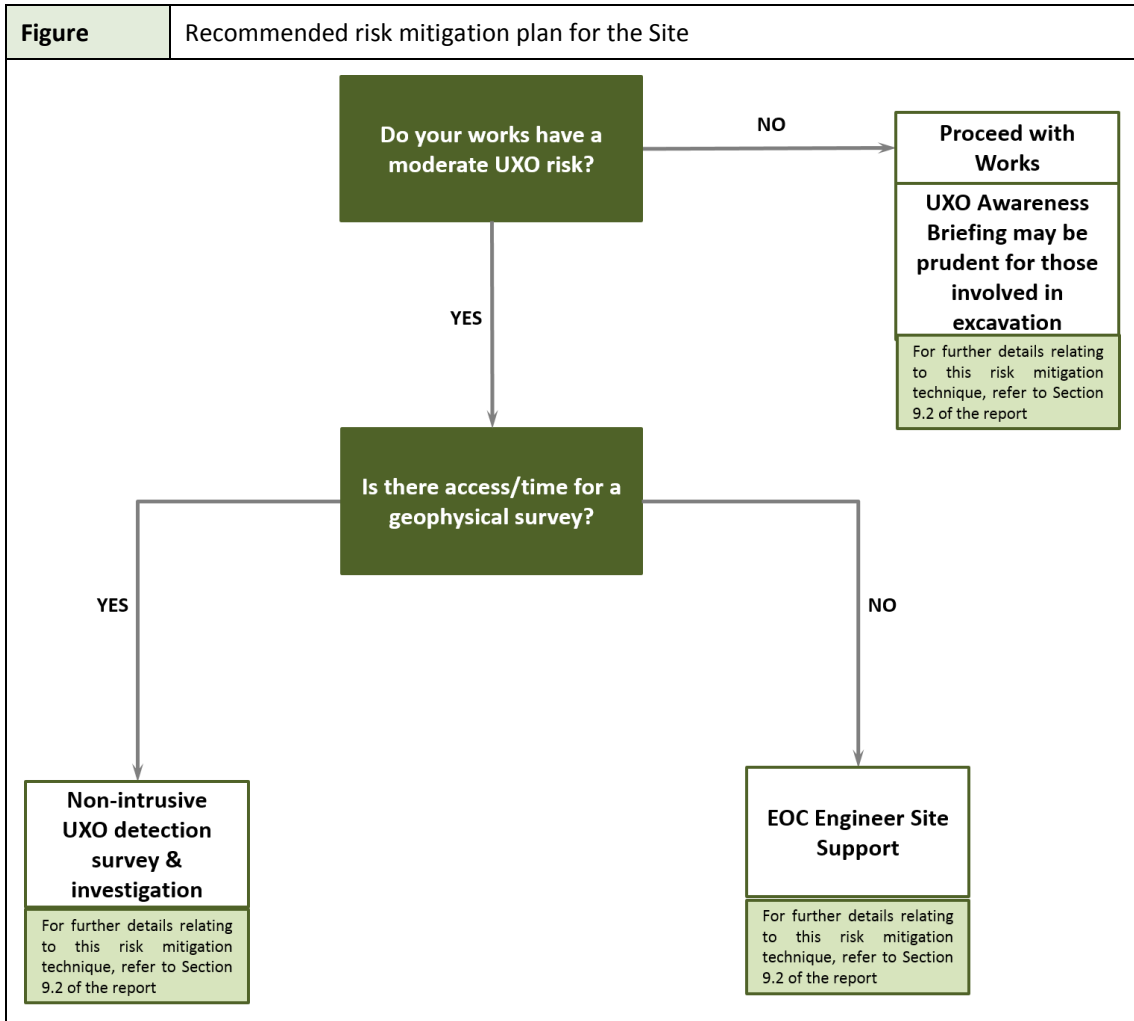 Figure
Recommended risk mitigation plan for the Site
Do your works have a
moderate UXO risk?
NO
Proceed with
Works
UXO Awareness
Briefing may be
prudent for those
involved in
excavation
For further details relating
to this risk mitigation
technique, refer to Section
9.2 of the report
YES
Is there access/time for a
geophysical survey?
YES
NO
Non-intrusive
UXO detection
survey &
investigation
For further details relating
to this risk mitigation
technique, refer to Section
9.2 of the report
EOC Engineer Site
Support
For further details relating
to this risk mitigation
technique, refer to Section
9.2 of the report